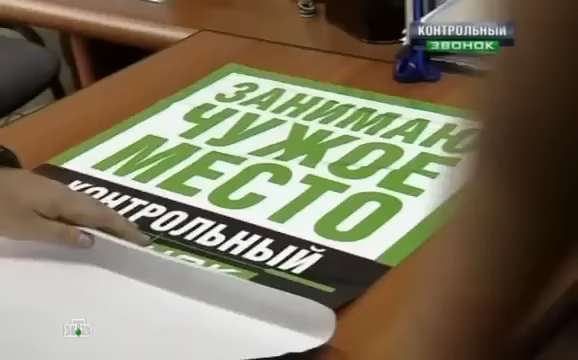 КОНТРОЛЬНЫЙ
ЗВОНОК
ЗАНИМАЮ
ЧУЖОЕ
МЕСТО
КОНТРОЛЬНЫЙ
НТВ